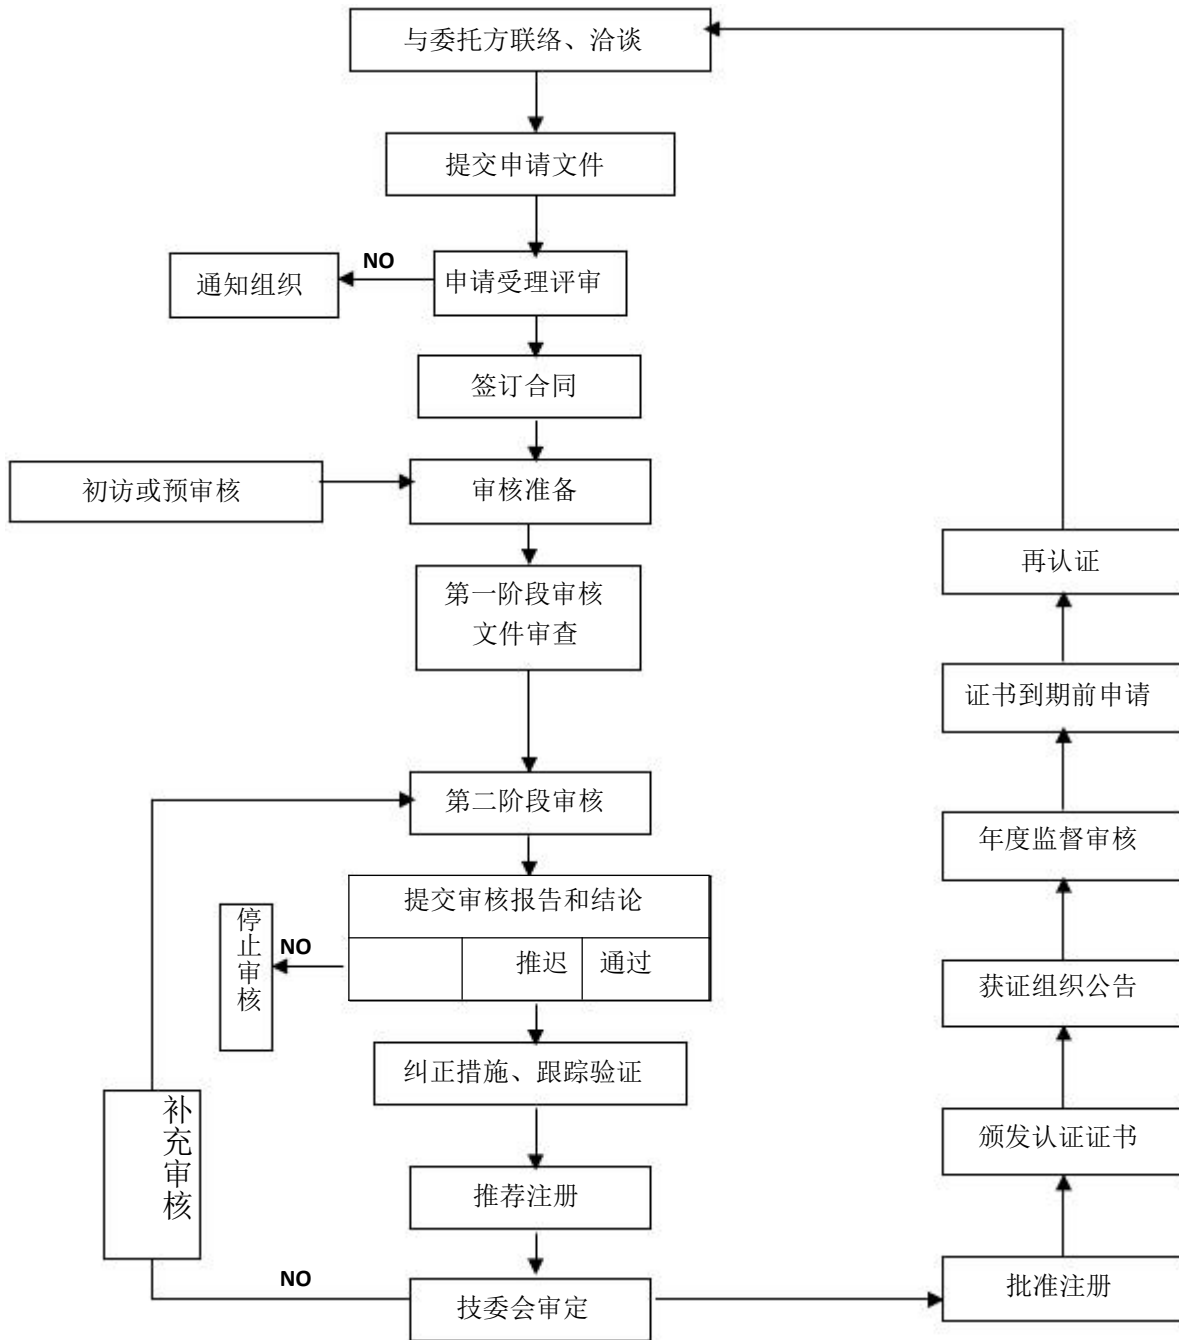 与委托方联络、洽谈
提交申请文件
NO
通知组织
申请受理评审
签订合同
初访或预审核
审核准备
第一阶段审核
文件审查
第二阶段审核
提交审核报告和结论
推迟
通过
NO
停止审核
纠正措施、跟踪验证
补充审核
推荐注册
NO
技委会审定
再认证
证书到期前申请
年度监督审核
获证组织公告
颁发认证证书
批准注册